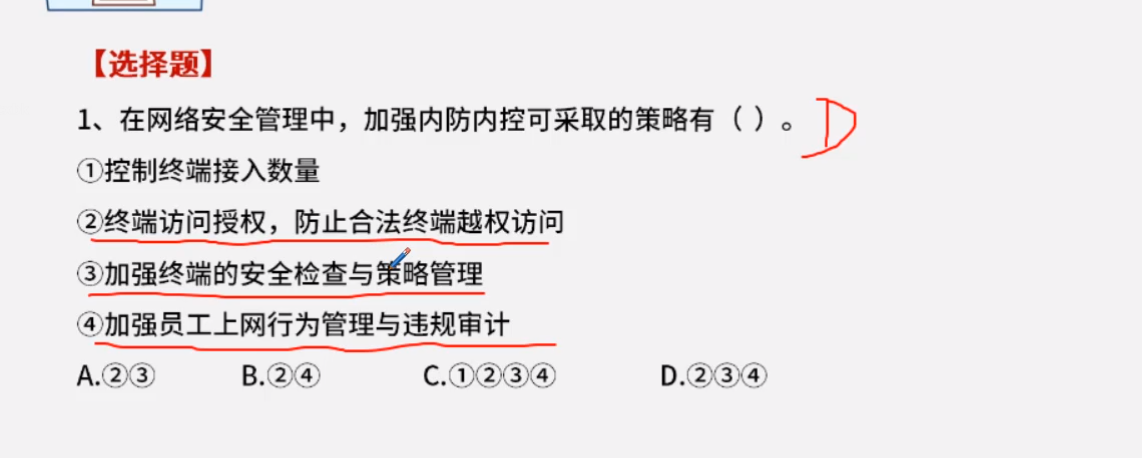 【选择题】
1、在网络安全管理中，加强内防内控可采取的策略有（ ）。 D
①控制终端接入数量
②终端访问授权，防止合法终端越权访问
③加强终端的安全检查与策略管理
④加强员工上网行为管理与违规审计
A.②③ B.②④ C.①②③④ D.②③④